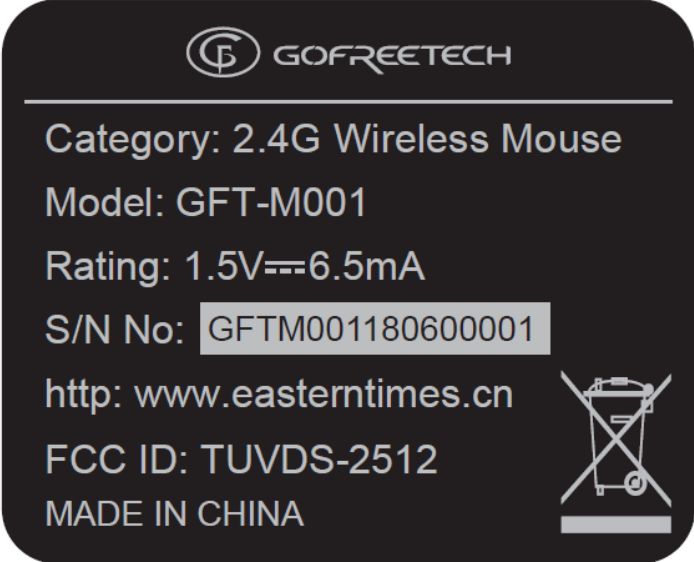 GOFREETECH
Category: 2.4G Wireless Mouse
Model: GFT-M001
Rating: 1.5V⎓6.5mA
S/N No: GFTM001180600001
http: www.easterntimes.cn
FCC ID: TUVDS-2512
MADE IN CHINA